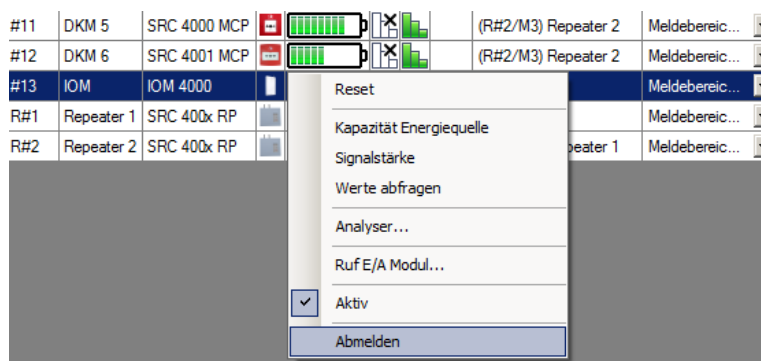 #11 DKM 5 SRC 4000 MCP (R#2/M3) Repeater 2 Meldebereic...
#12 DKM 6 SRC 4001 MCP (R#2/M3) Repeater 2 Meldebereic...
#13 IOM IOM 4000 Meldebereic...
R#1 Repeater 1 SRC 400x RP Meldebereic...
R#2 Repeater 2 SRC 400x RP peater 1 Meldebereic...
Reset
Kapazität Energiequelle
Signalstärke
Werte abfragen
Analyser...
Ruf E/A Modul...
Aktiv
Abmelden